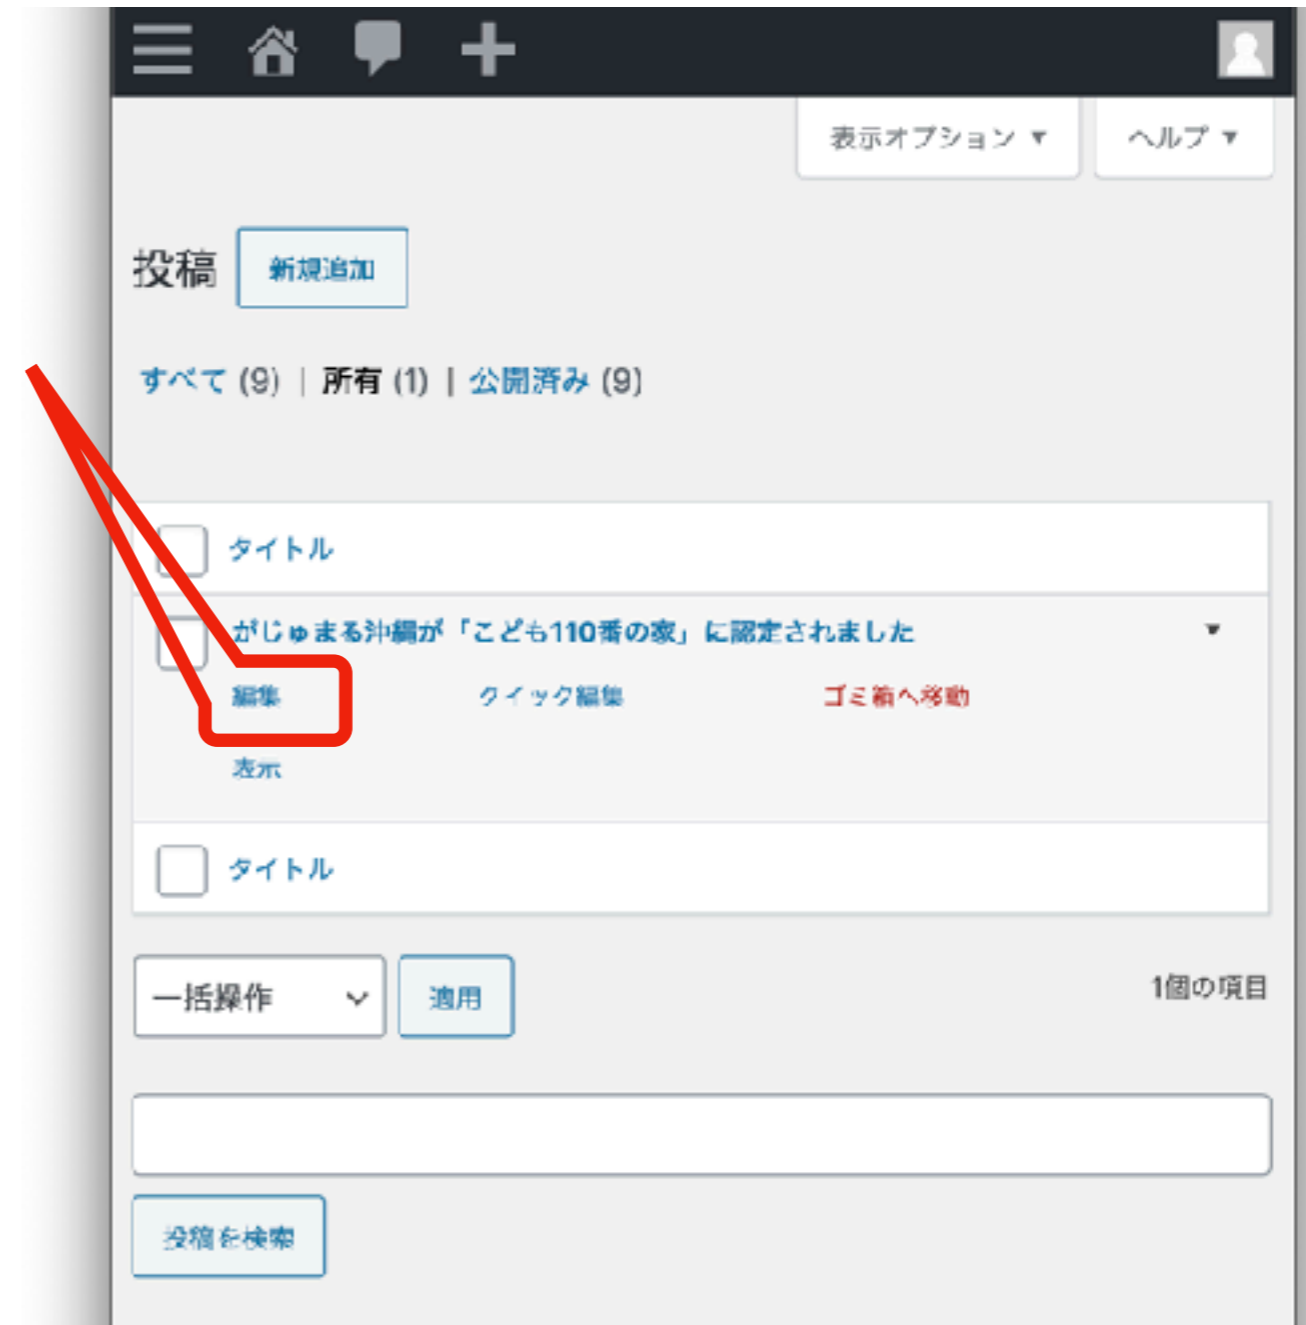 表示オプション ▼ ヘルプ ▼
投稿 新規追加
すべて (9) | 所有 (1) | 公開済み (9)
タイトル
がじゅまる沖縄が「こども110番の家」に認定されました ▼
編集 クイック編集 ゴミ箱へ移動
表示
タイトル
一括操作 適用 1個の項目
投稿を検索